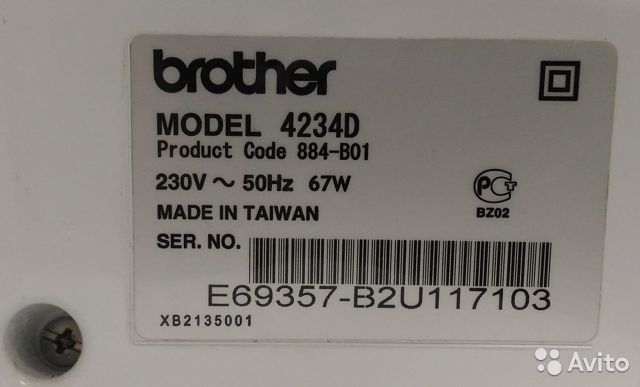 brother
MODEL 4234D
Product Code 884-B01
230V ~ 50Hz 67W
MADE IN TAIWAN
BZ02
SER. NO.
E69357-B2U117103
XB2135001
Avito